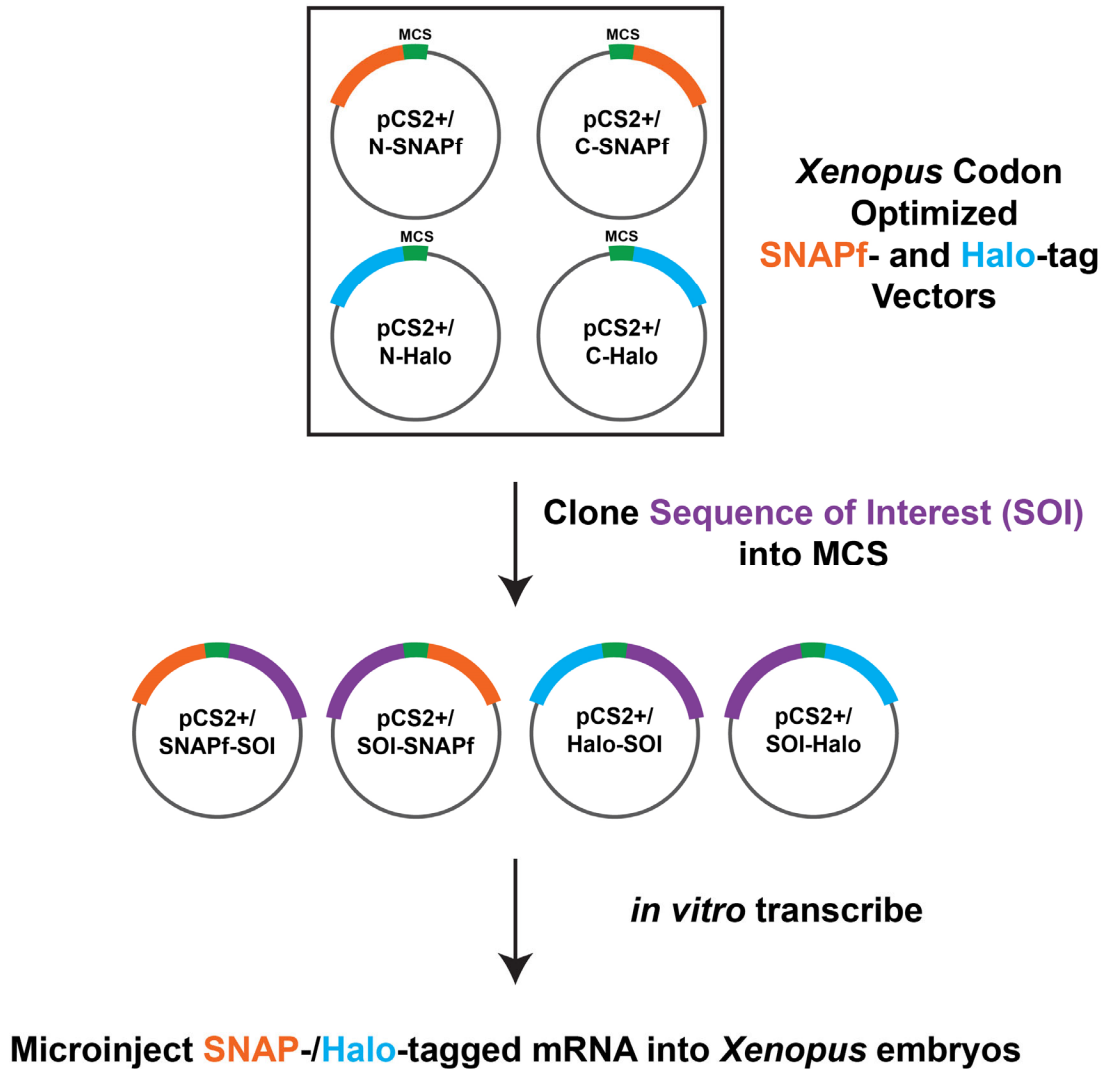 MCS
MCS
pCS2+/
N-SNAPf
pCS2+/
C-SNAPf
MCS
MCS
pCS2+/
N-Halo
pCS2+/
C-Halo
Xenopus Codon
Optimized
SNAPf- and Halo-tag
Vectors
Clone Sequence of Interest (SOI)
into MCS
pCS2+/
SNAPf-SOI
pCS2+/
SOI-SNAPf
pCS2+/
Halo-SOI
pCS2+/
SOI-Halo
in vitro transcribe
Microinject SNAP-/Halo-tagged mRNA into Xenopus embryos